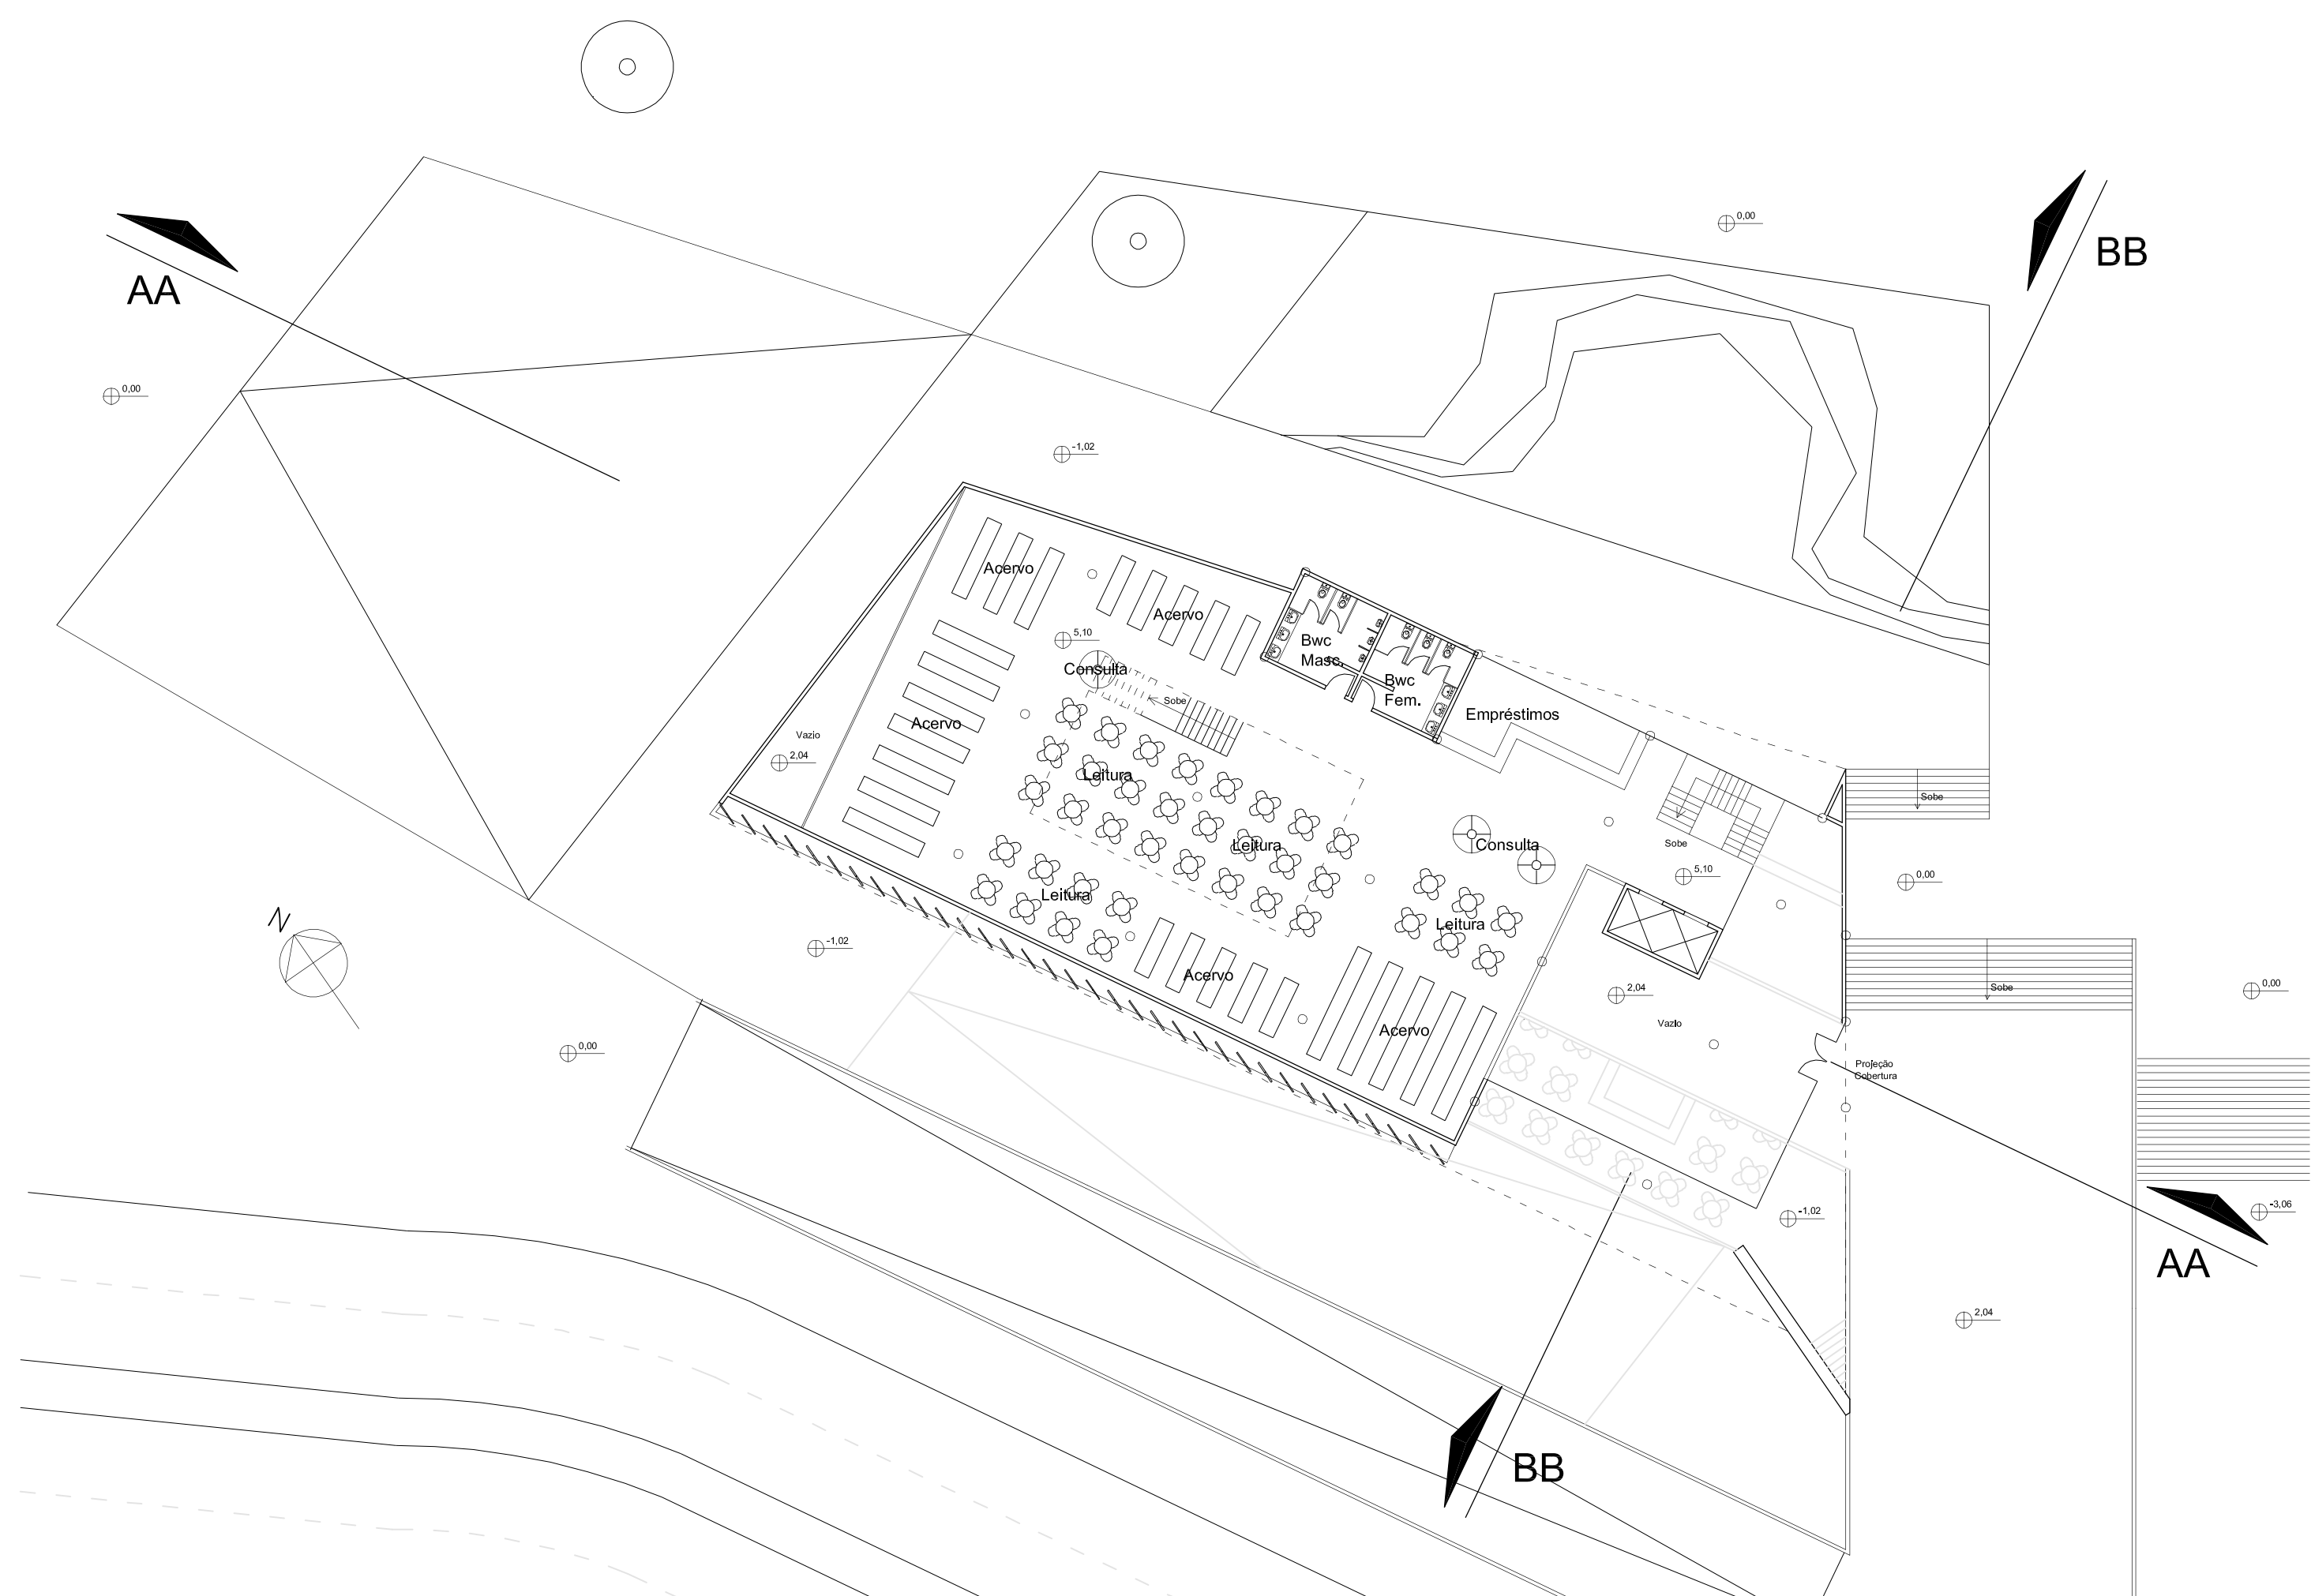 0,00
BB
AA
0,00
-1,02
Acervo
Acervo
5,10
Bwc
Masc.
Consulta
Bwc
Fem.
Sobe
Empréstimos
Acervo
Vazio
2,04
Leitura
Sobe
Leitura
Consulta
Sobe
5,10
0,00
Leitura
Leitura
N
-1,02
Acervo
2,04
Sobe
0,00
Vazio
Acervo
0,00
Projeção
Cobertura
-1,02
-3,06
AA
2,04
BB